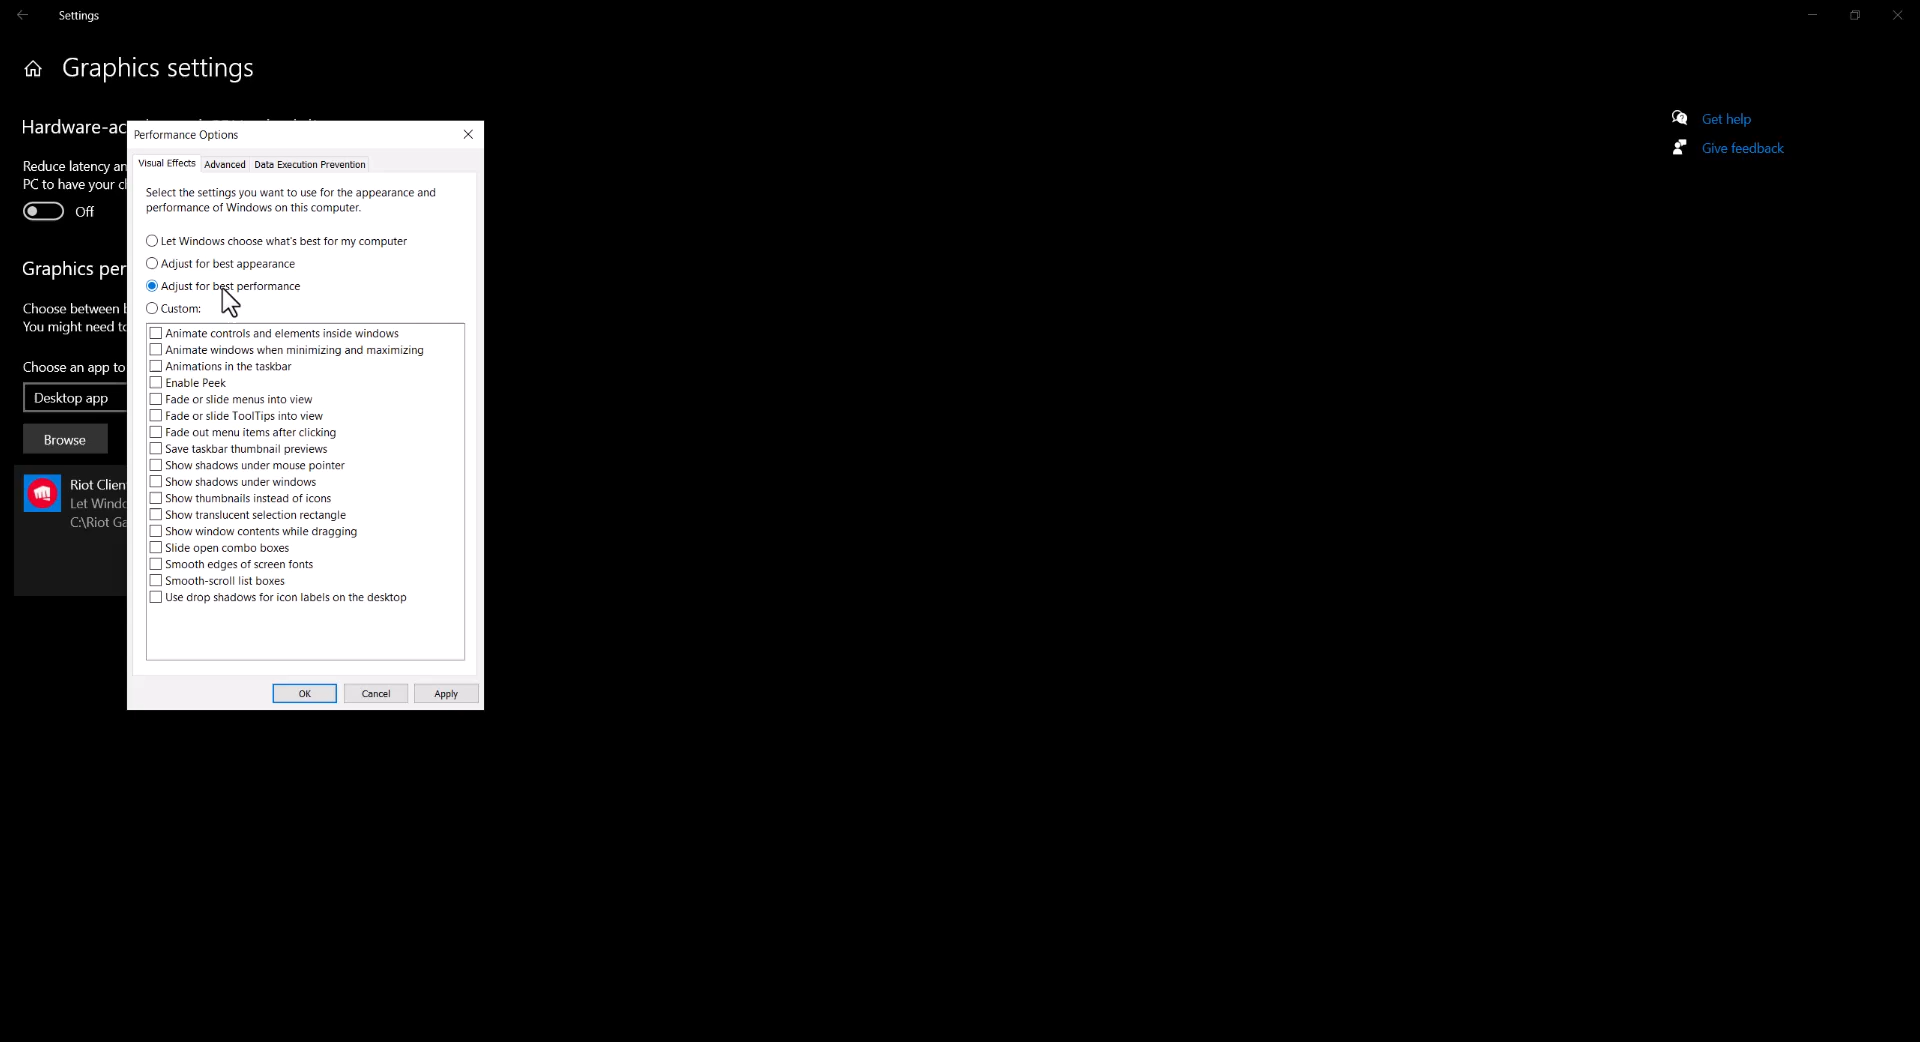 Settings
Graphics settings
Hardware-ac
Reduce latency an
PC to have your
Off
Graphics per
Choose between
You might need to
Choose an app to
Desktop app
Browse
Riot Clien
Let Windo
C:\Riot Ga
Performance Options
Visual Effects Advanced Data Execution Prevention
Select the settings you want to use for the appearance and
performance of Windows on this computer.
Let Windows choose what's best for my computer
Adjust for best appearance
Adjust for best performance
Custom:
Animate controls and elements inside windows
Animate windows when minimizing and maximizing
Animations in the taskbar
Enable Peek
Fade or slide menus into view
Fade or slide ToolTips into view
Fade out menu items after clicking
Save taskbar thumbnail previews
Show shadows under mouse pointer
Show shadows under windows
Show thumbnails instead of icons
Show translucent selection rectangle
Show window contents while dragging
Slide open combo boxes
Smooth edges of screen fonts
Smooth-scroll list boxes
Use drop shadows for icon labels on the desktop
OK Cancel Apply
Get help
Give feedback